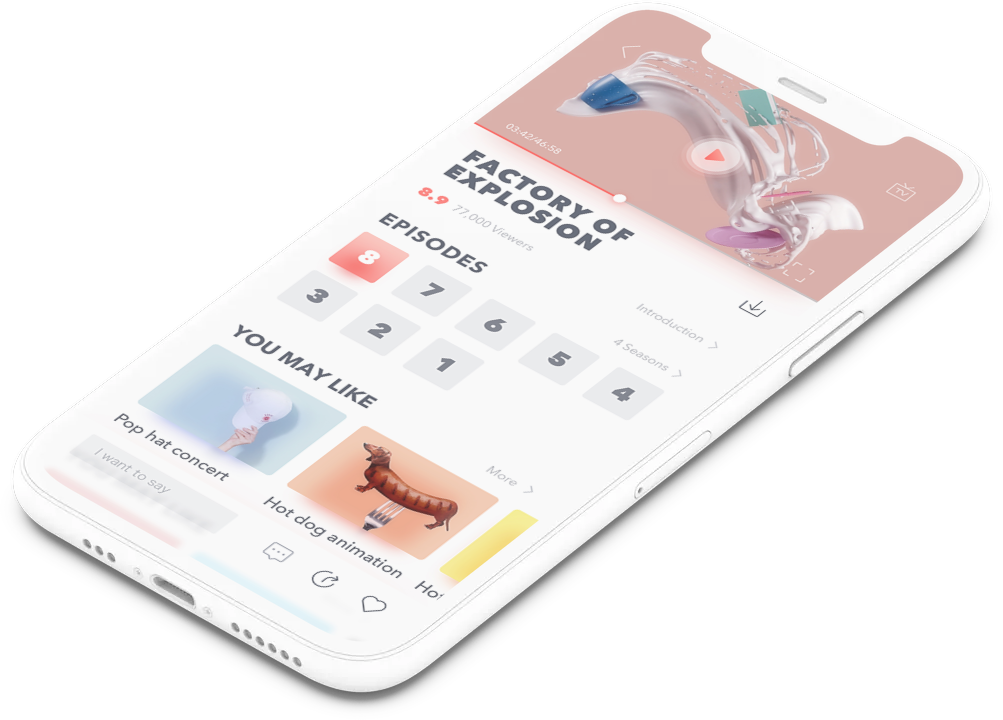 TV
03:42/46:58
FACTORY OF
EXPLOSION
8.9 77,000 Viewers
Introduction >
4 Seasons >
EPISODES
8 7 6 5 4
3 2 1
YOU MAY LIKE
More >
Pop hat concert
Hot dog animation
Hot
I want to say